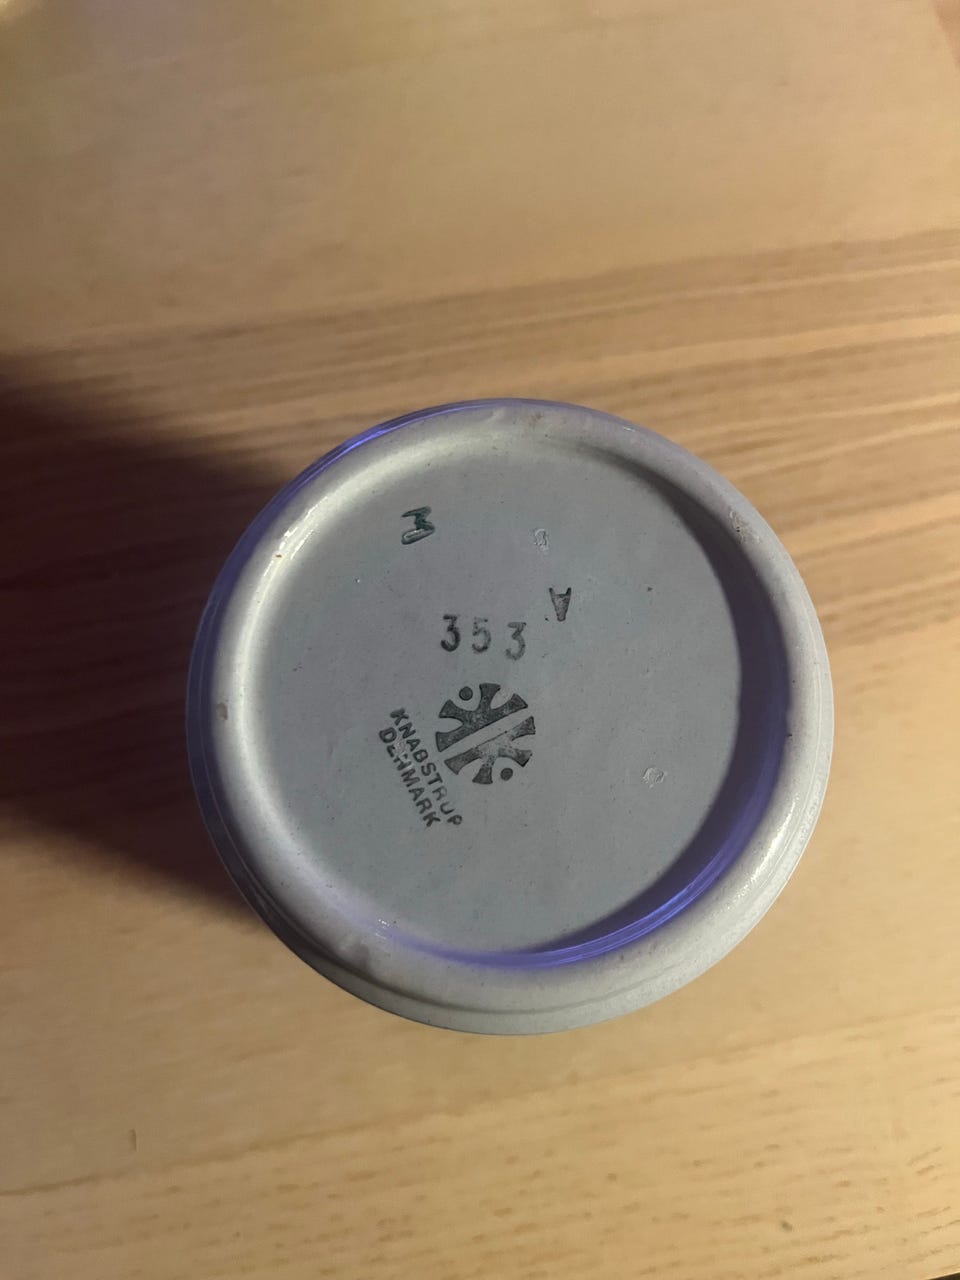 M
A
353
KNABSTRUP
DENMARK